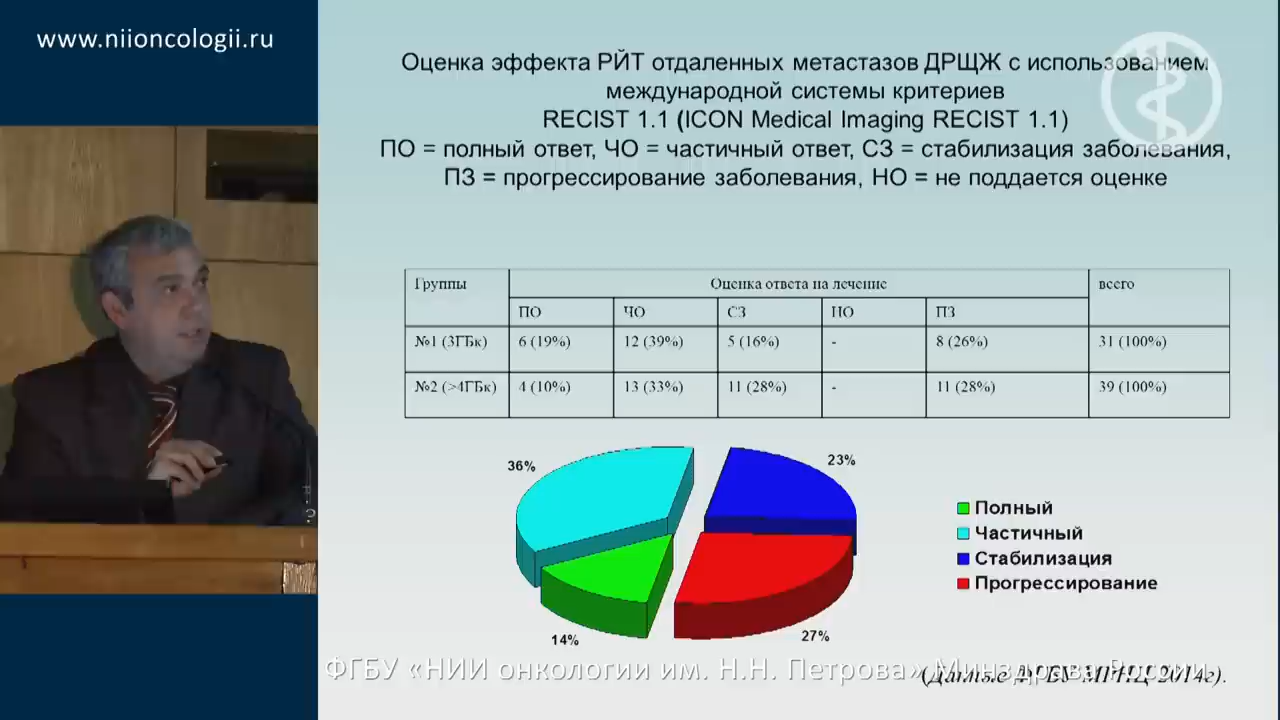 www.niioncologii.ru
Оценка эффекта РЙТ отдаленных метастазов ДРЩЖ с использованием
международной системы критериев
RECIST 1.1 (ICON Medical Imaging RECIST 1.1)
ПО = полный ответ, ЧО = частичный ответ, СЗ = стабилизация заболевания,
ПЗ = прогрессирование заболевания, НО = не поддается оценке
Группы Оценка ответа на лечение всего
ПО ЧО СЗ НО ПЗ
№1 (3ГБк) 6 (19%) 12 (39%) 5 (16%) - 8 (26%) 31 (100%)
№2 (>4ГБк) 4 (10%) 13 (33%) 11 (28%) - 11 (28%) 39 (100%)
36%
23%
14%
27%
Полный
Частичный
Стабилизация
Прогрессирование
ФГБУ «НИИ онкологии им. Н.Н. Петрова» Минздрава России
(Данные ФГБУ МРНЦ 2014г).